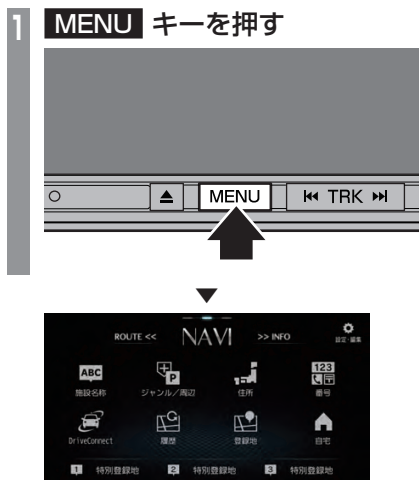 1 MENU キーを押す
MENU TRK
ROUTE << NAVI >> INFO 設定・編集
ABC 123
施設名称 ジャンル/周辺 住所 番号
DriveConnect 履歴 登録地 自宅
1 特別登録地 2 特別登録地 3 特別登録地